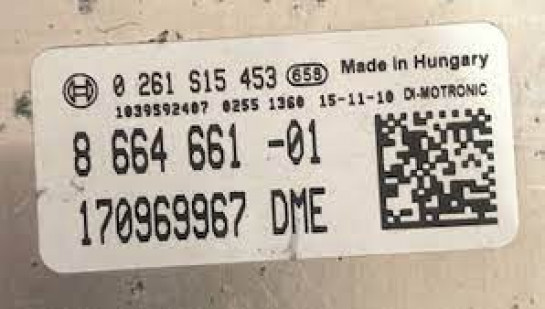 0 261 S15 453 658 Made in Hungary
1039592407 0255 1360 15-11-10 DI-MOTRONIC
8 664 661 -01
170969967 DME